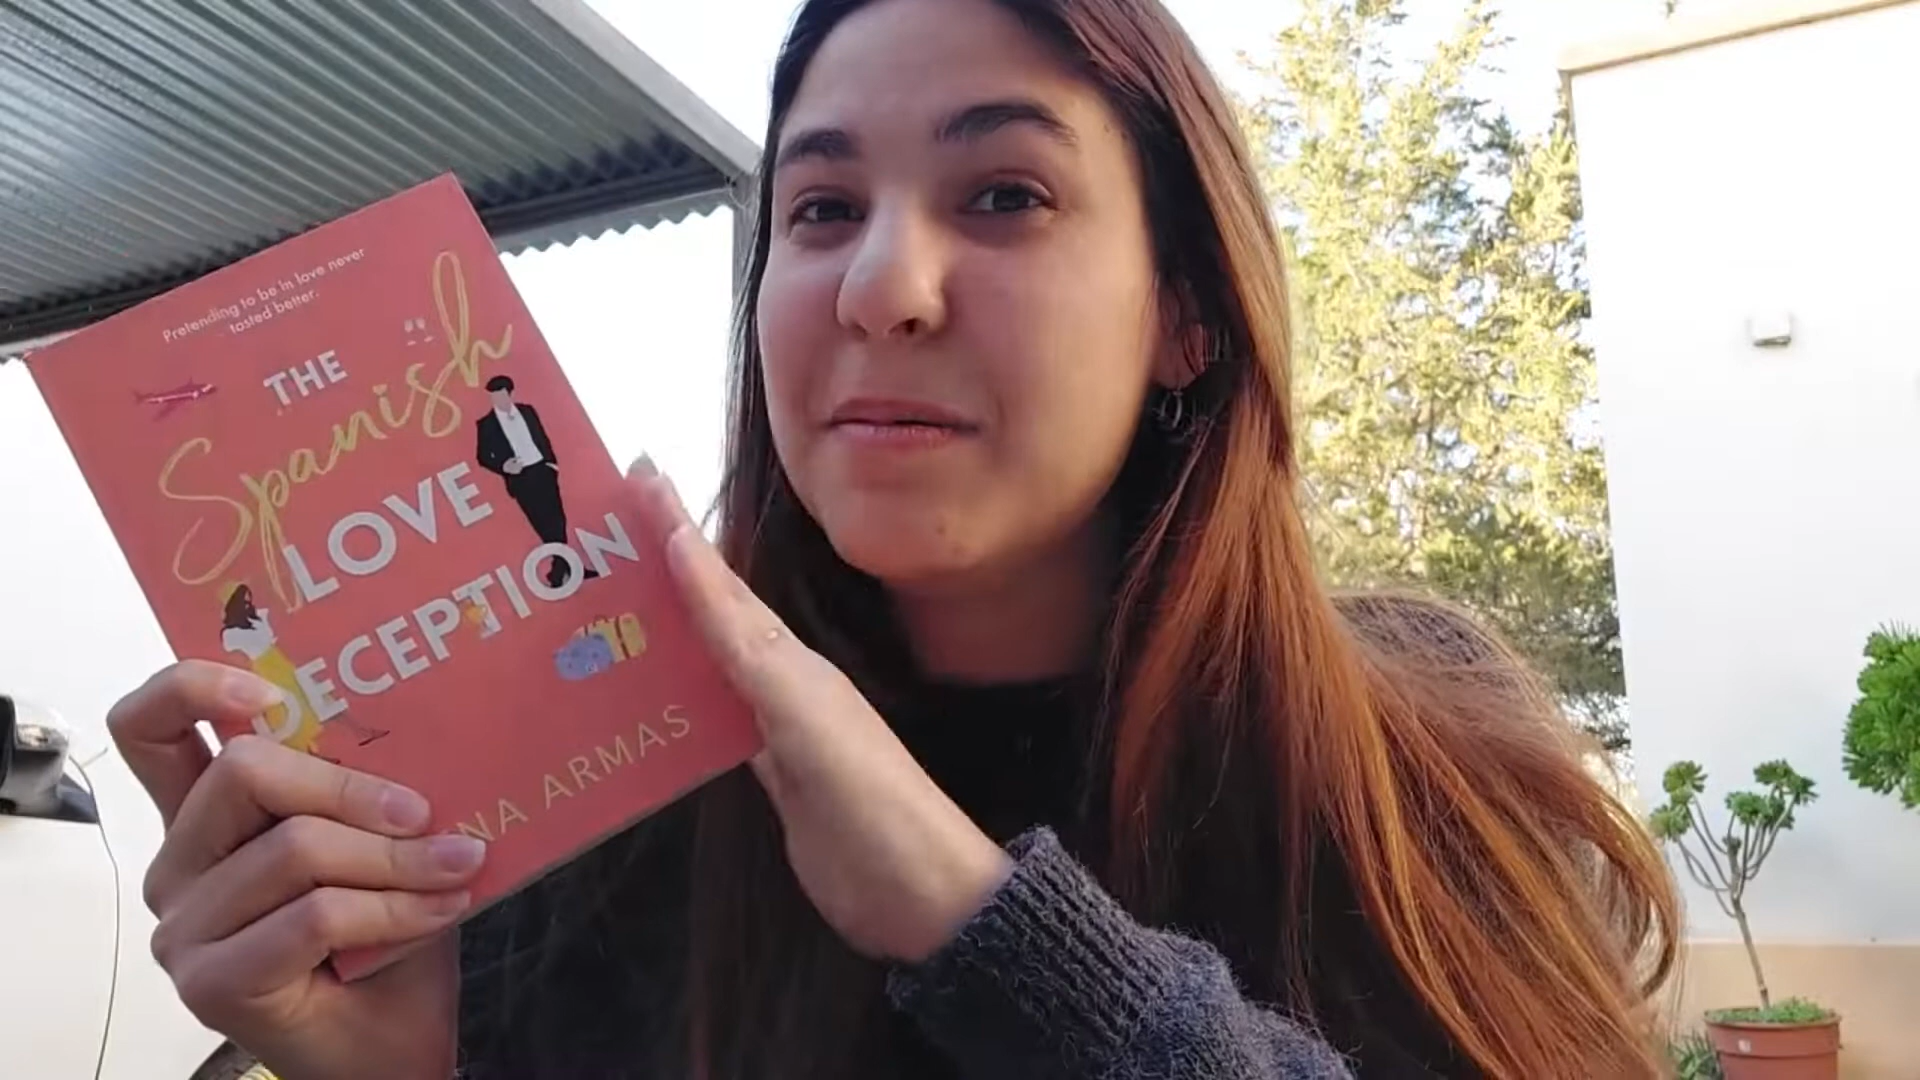 Pretending to be in love never
tasted better.
THE
Spanish
LOVE
DECEPTION
NA ARMAS